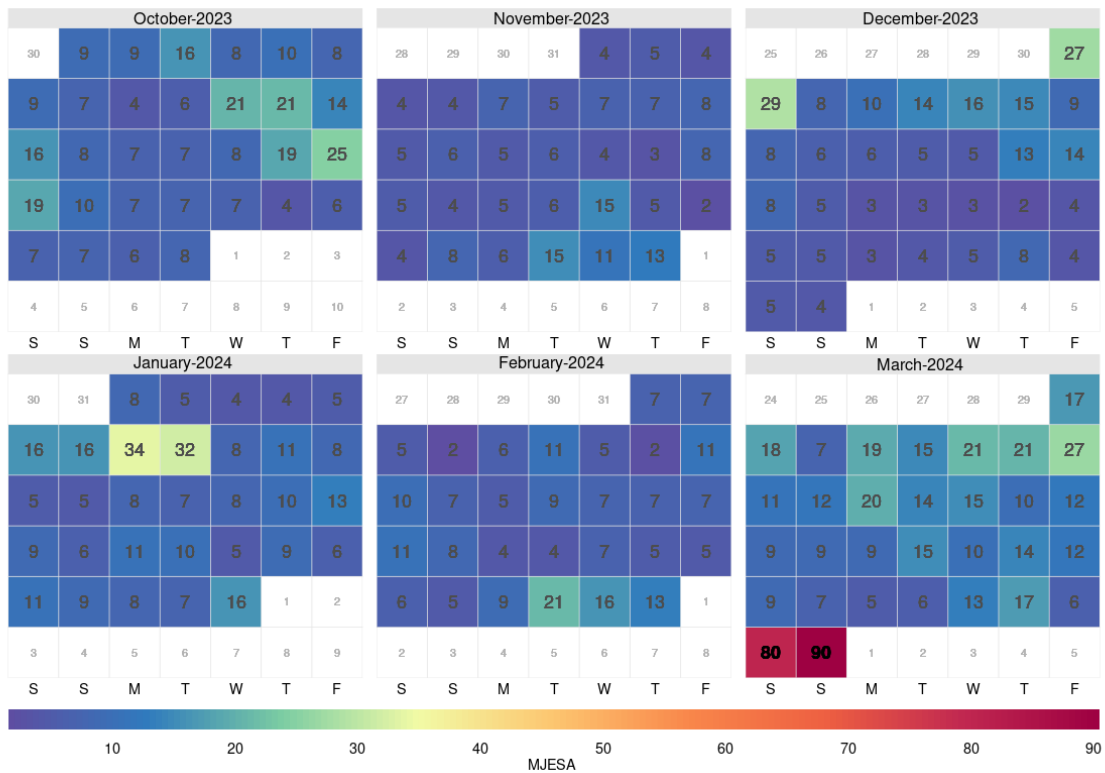 October-2023 November-2023 December-2023
30 9 9 16 8 10 8 28 29 30 31 4 5 4 25 26 27 28 29 30 27
9 7 4 6 21 21 14 4 4 7 5 7 7 8 29 8 10 14 16 15 9
16 8 7 7 8 19 25 5 6 5 6 4 3 8 8 6 6 5 5 13 14
19 10 7 7 7 4 6 5 4 5 6 15 5 2 8 5 3 3 3 2 4
7 7 6 8 1 2 3 4 8 6 15 11 13 1 5 5 3 4 5 8 4
4 5 6 7 8 9 10 2 3 4 5 6 7 8 5 4 1 2 3 4 5
S S M T W T F S S M T W T F S S M T W T F
January-2024 February-2024 March-2024
30 31 8 5 4 4 5 27 28 29 30 31 7 7 24 25 26 27 28 29 17
16 16 34 32 8 11 8 5 2 6 11 5 2 11 18 7 19 15 21 21 27
5 5 8 7 8 10 13 10 7 5 9 7 7 7 11 12 20 14 15 10 12
9 6 11 10 5 9 6 11 8 4 4 7 5 5 9 9 9 15 10 14 12
11 9 8 7 16 1 2 6 5 9 21 16 13 1 9 7 5 6 13 17 6
3 4 5 6 7 8 9 2 3 4 5 6 7 8 80 90 1 2 3 4 5
S S M T W T F S S M T W T F S S M T W T F
10 20 30 40 50 60 70 80 90
MJESA